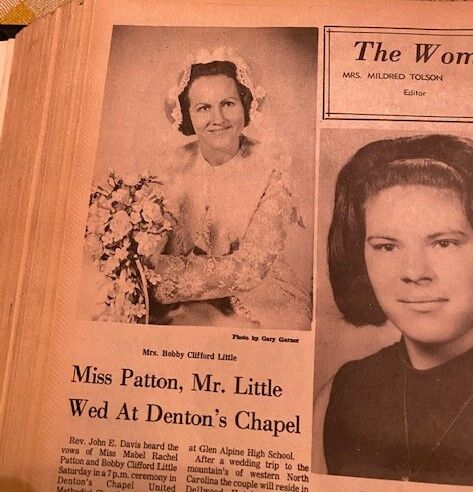 The Wom
MRS. MILDRED TOLSON
Editor
Photo by Gary Garner
Mrs. Bobby Clifford Little
Miss Patton, Mr. Little
Wed At Denton's Chapel
Rev. John E. Davis heard the
vows of Miss Mabel Rachel
Patton and Bobby Clifford Little
Saturday in a 7 p.m. ceremony in
Denton's Chapel United
at Glen Alpine High School.
After a wedding trip to the
mountain's of western North
Carolina the couple will reside in